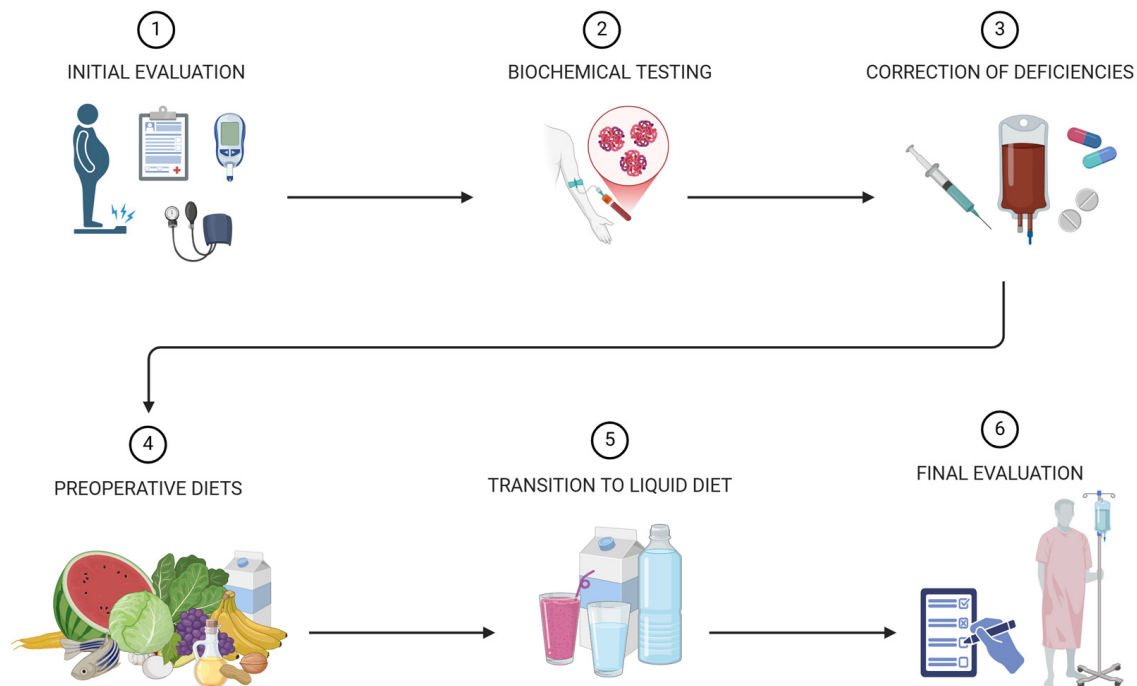 1
INITIAL EVALUATION
2
BIOCHEMICAL TESTING
3
CORRECTION OF DEFICIENCIES
4
PREOPERATIVE DIETS
5
TRANSITION TO LIQUID DIET
6
FINAL EVALUATION